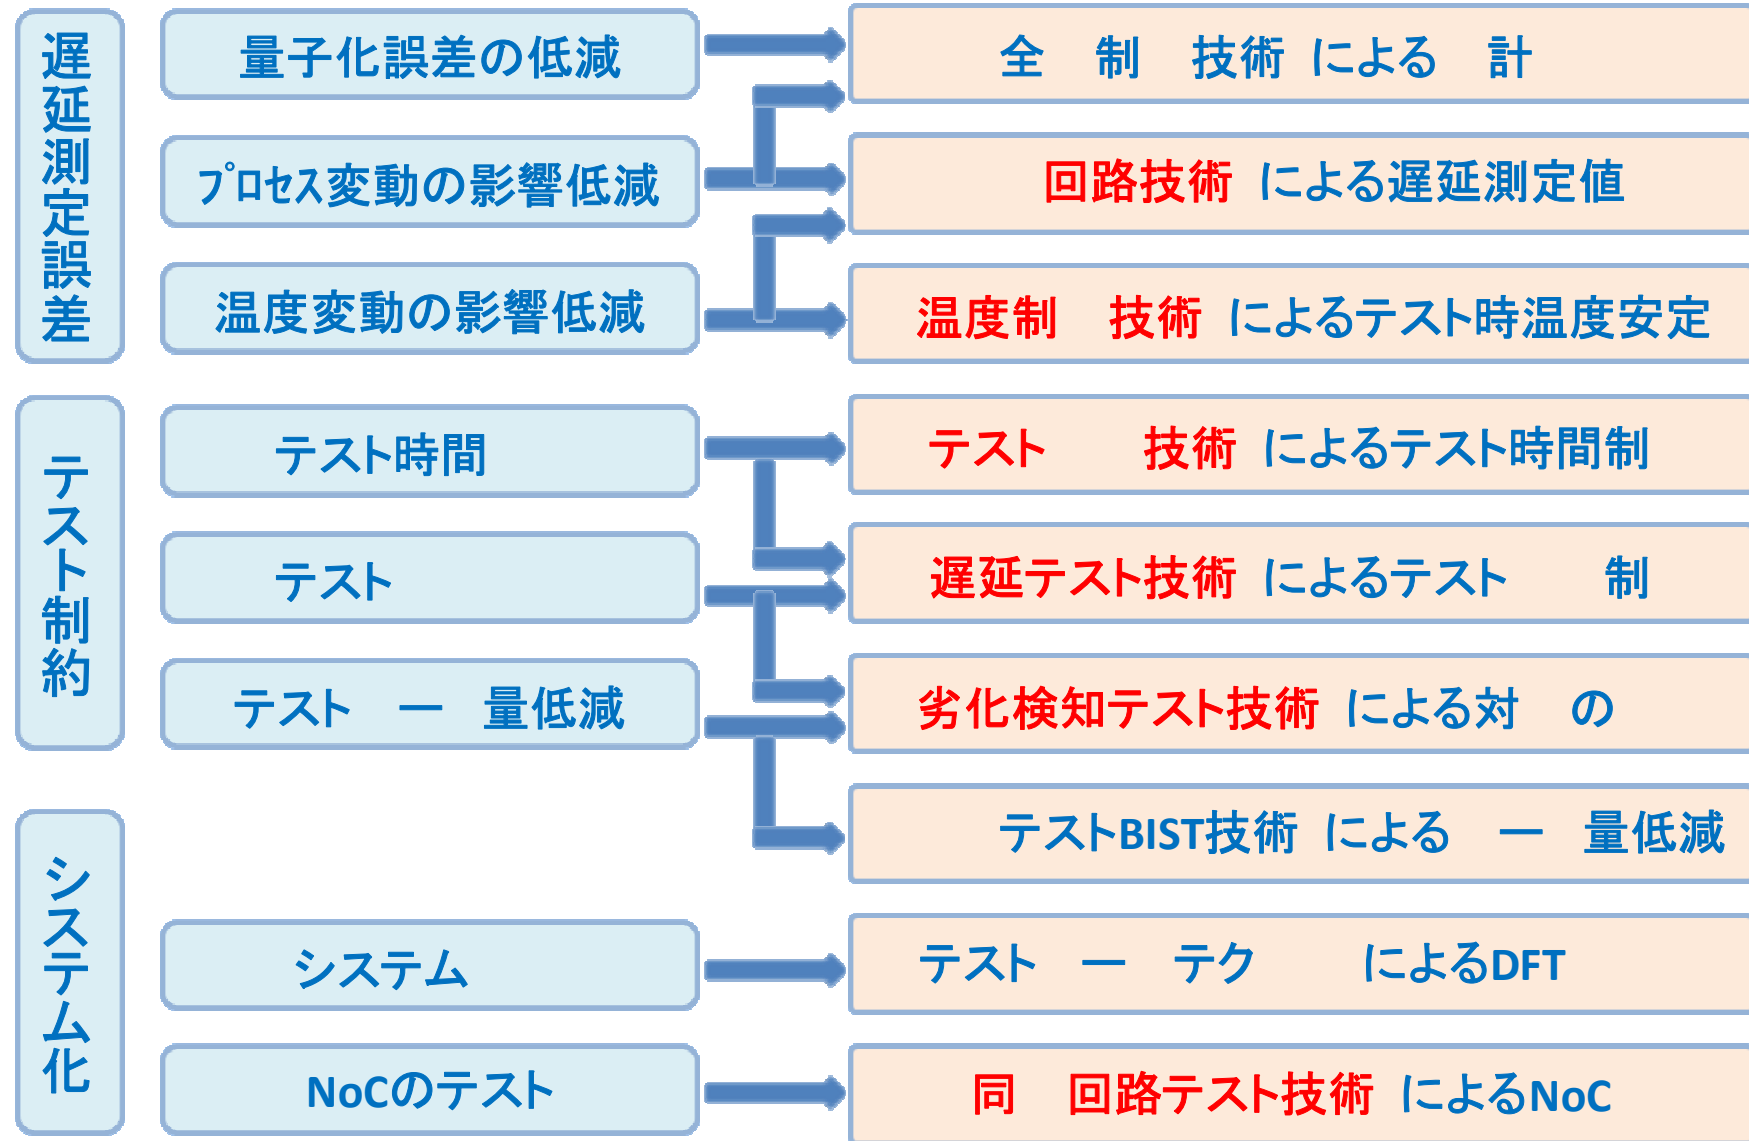 遅延測定誤差
量子化誤差の低減
全 制 技術 による 計
プロセス変動の影響低減
回路技術 による遅延測定値
温度変動の影響低減
温度制 技術 によるテスト時温度安定
テスト制約
テスト時間
テスト 技術 によるテスト時間制
テスト
遅延テスト技術 によるテスト 制
テスト ー 量低減
劣化検知テスト技術 による対 の
テストBIST技術 による ー 量低減
システム化
システム
テスト ー テク によるDFT
NoCのテスト
同 回路テスト技術 によるNoC